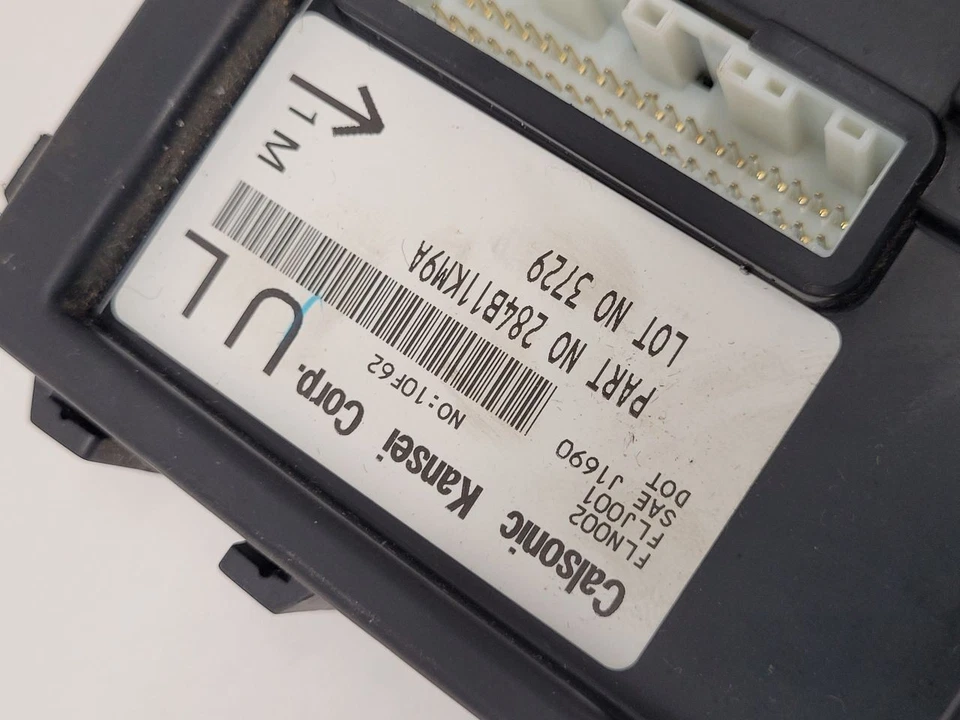 Calsonic Kansei Corp. UL
FLN002
FLJ001
SAE J1690
DOT
NO:10F62
PART NO 284B11KM9A
LOT NO 3729
1M